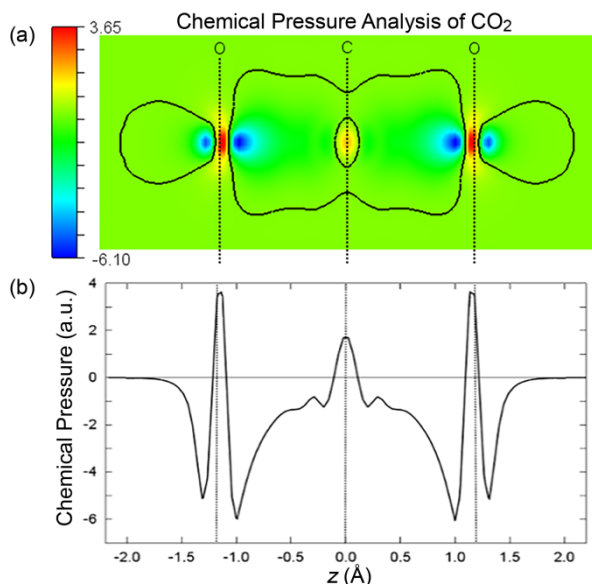 Chemical Pressure Analysis of CO₂
(a)
3.65
O C O
-6.10
(b)
Chemical Pressure (a.u.)
4
2
0
-2
-4
-6
-2.0 -1.5 -1.0 -0.5 0.0 0.5 1.0 1.5 2.0
z (Å)